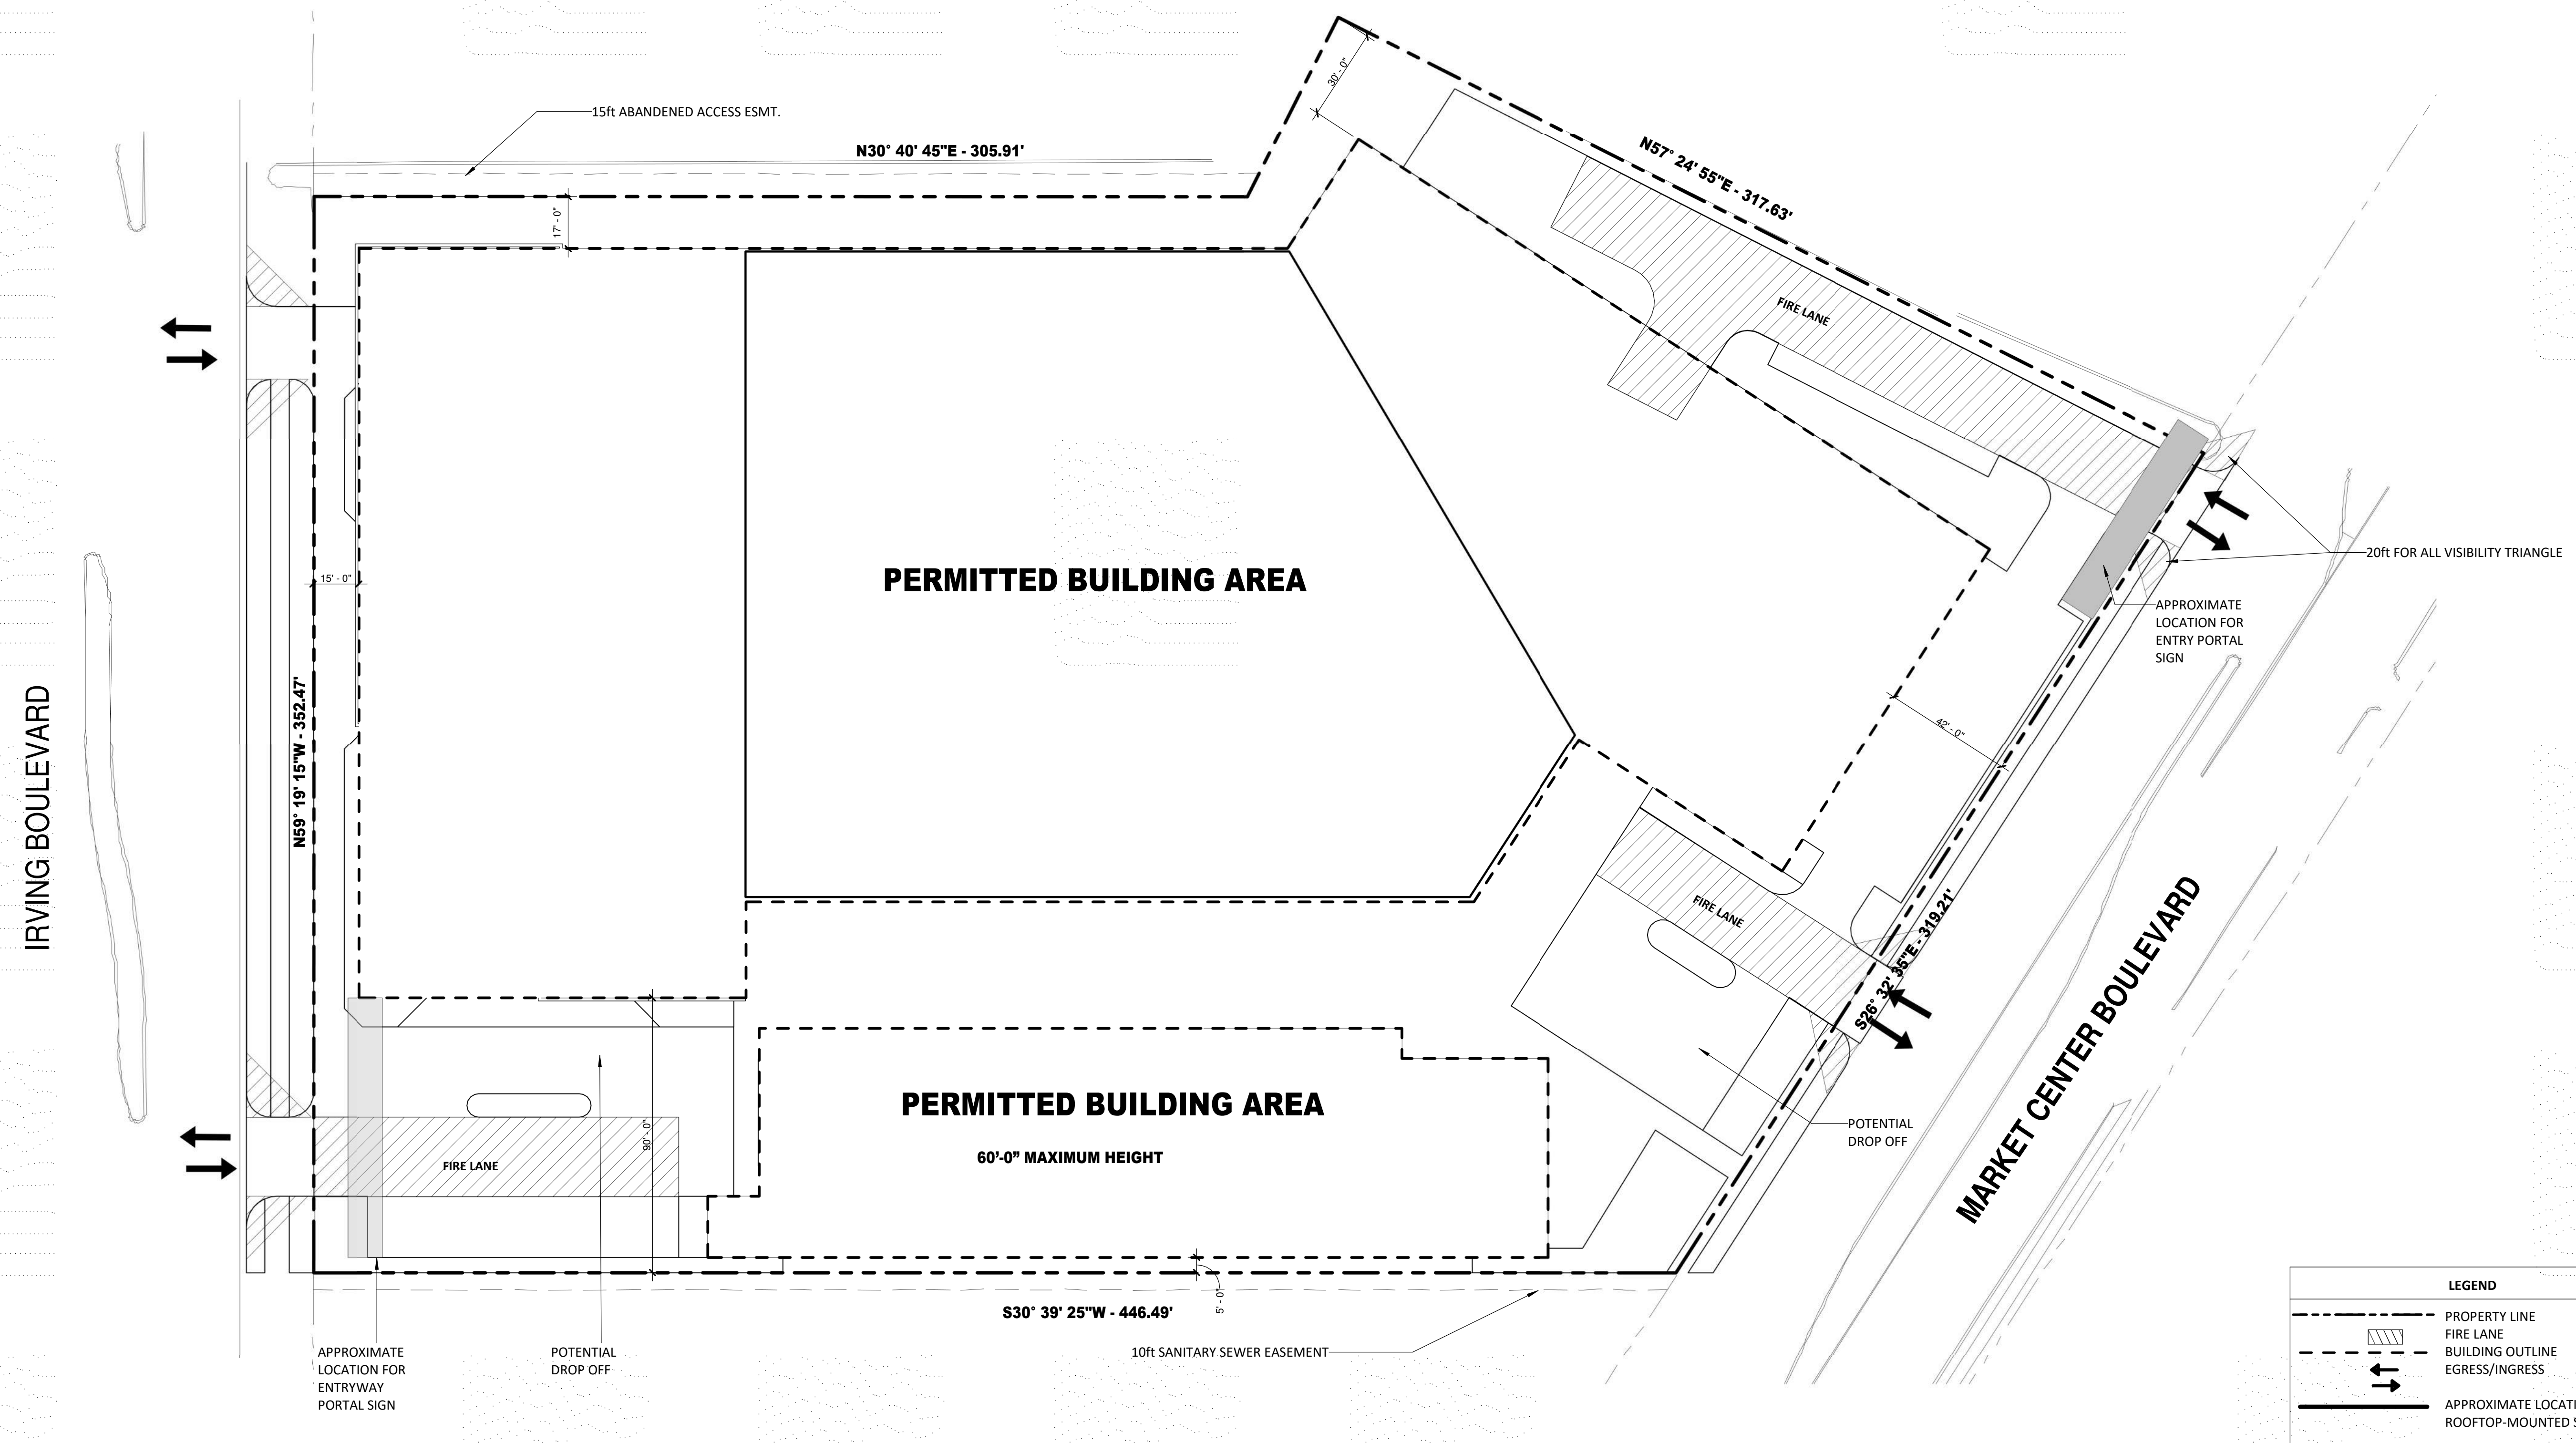 30' - 0"
15ft ABANDENED ACCESS ESMT.
N30° 40' 45"E - 305.91'
N57° 24' 55"E - 317.63'
17' - 0"
FIRE LANE
20ft FOR ALL VISIBILITY TRIANGLE
PERMITTED BUILDING AREA
15' - 0"
APPROXIMATE
LOCATION FOR
ENTRY PORTAL
SIGN
IRVING BOULEVARD
N59° 19' 15"W - 352.47'
42' - 0"
FIRE LANE
S26° 32' 35"E - 319.21'
MARKET CENTER BOULEVARD
PERMITTED BUILDING AREA
60'-0" MAXIMUM HEIGHT
90' - 0"
FIRE LANE
POTENTIAL
DROP OFF
5' - 0"
S30° 39' 25"W - 446.49'
10ft SANITARY SEWER EASEMENT
APPROXIMATE
LOCATION FOR
ENTRYWAY
PORTAL SIGN
POTENTIAL
DROP OFF
LEGEND
PROPERTY LINE
FIRE LANE
BUILDING OUTLINE
EGRESS/INGRESS
APPROXIMATE
ROOFTOP-MOUNTED